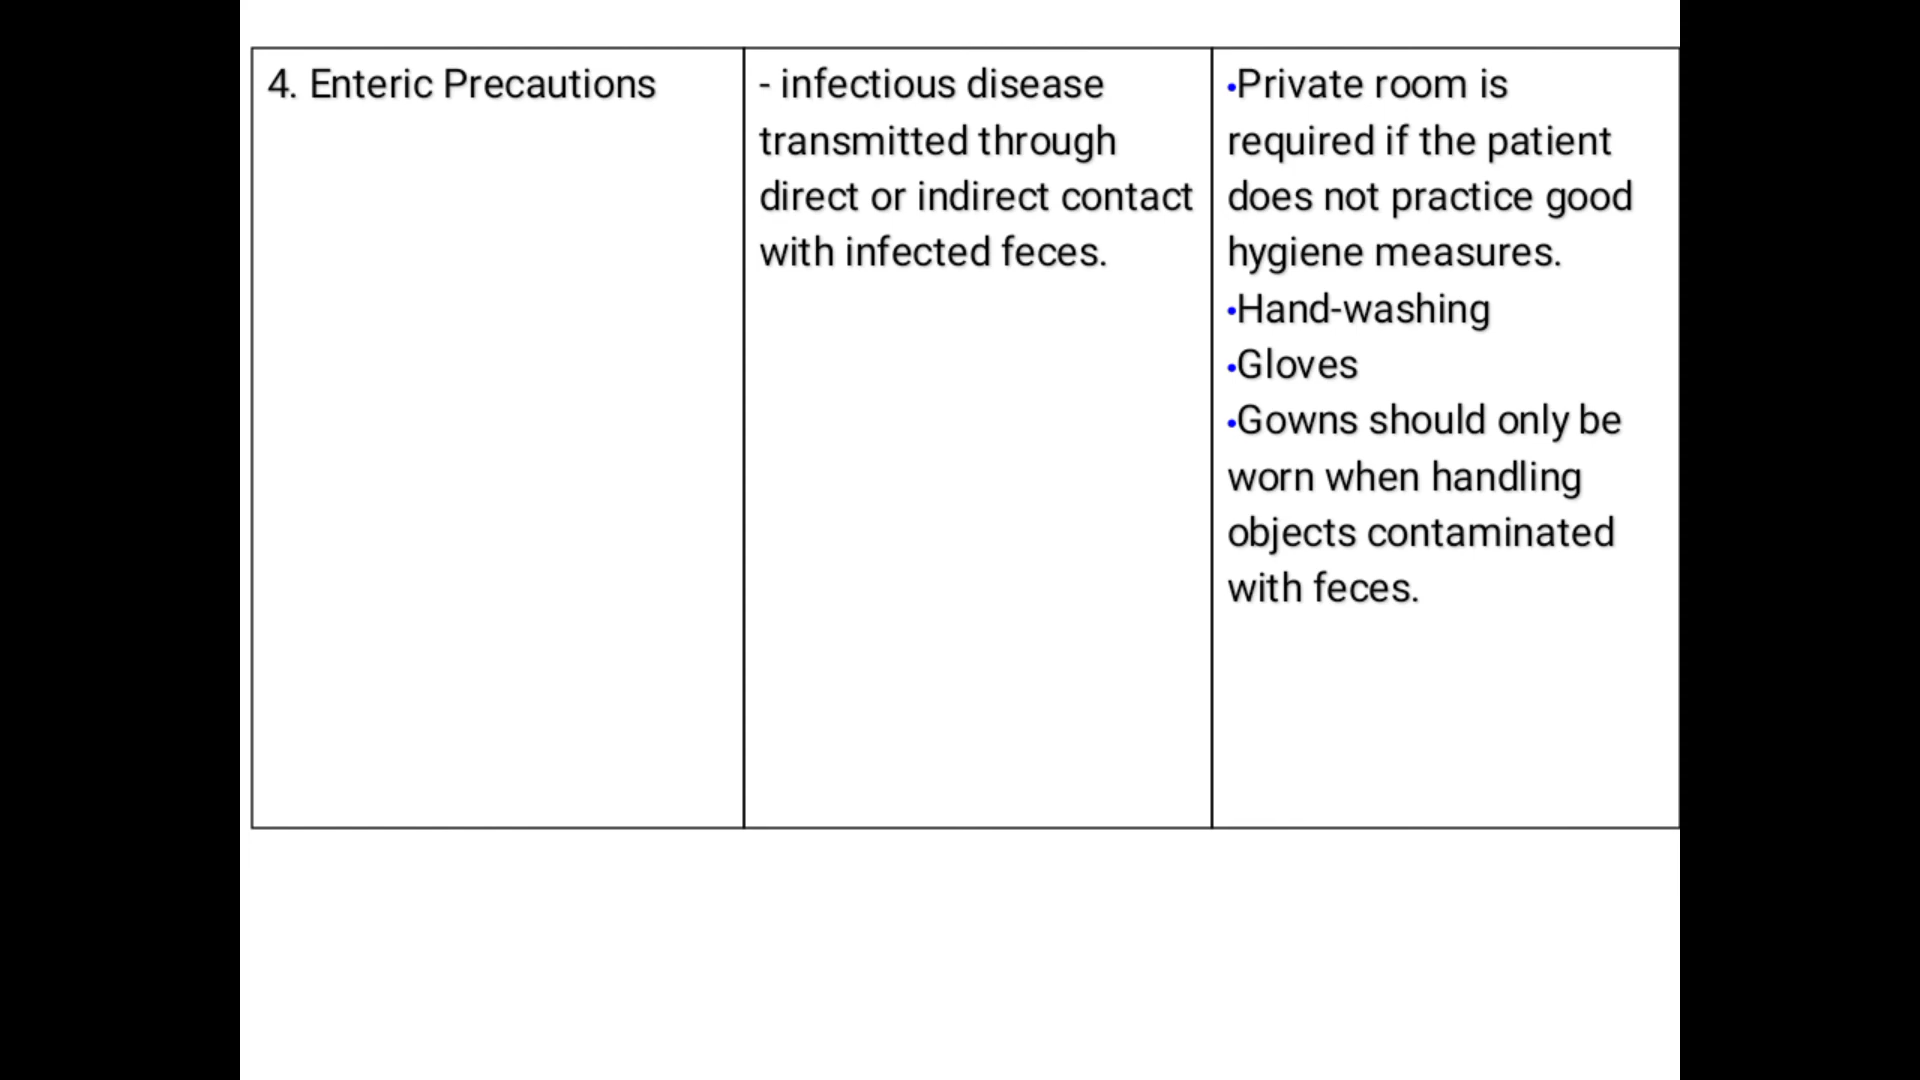 4. Enteric Precautions
- infectious disease
transmitted through
direct or indirect contact
with infected feces.
•Private room is
required if the patient
does not practice good
hygiene measures.
•Hand-washing
•Gloves
•Gowns should only be
worn when handling
objects contaminated
with feces.